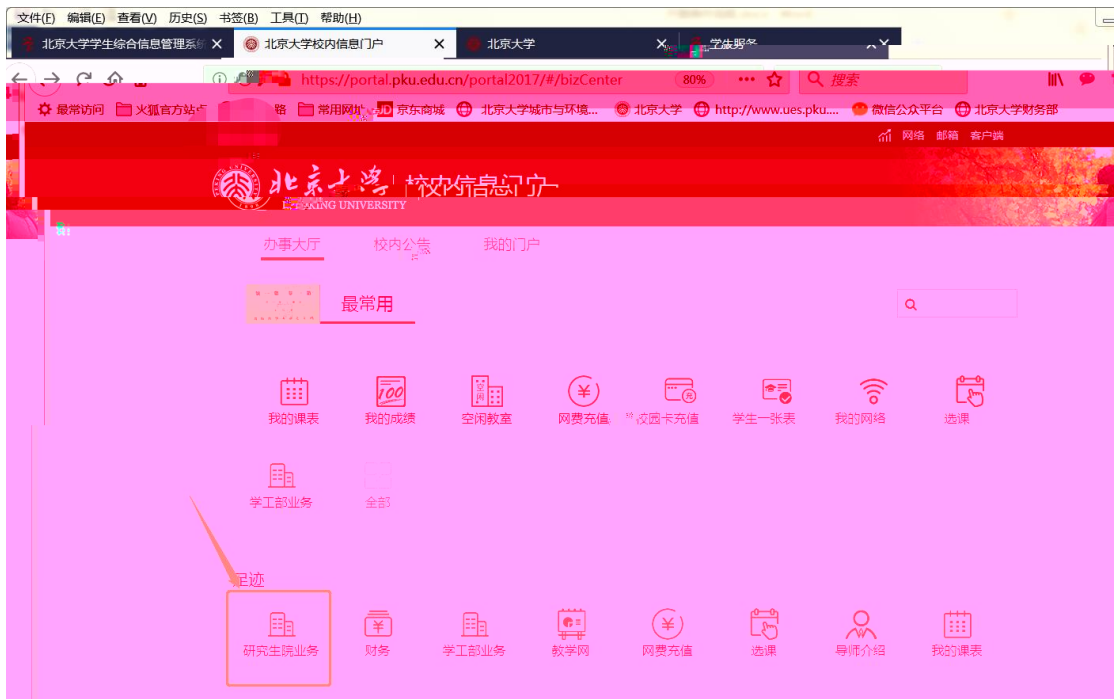 文件(F) 编辑(E) 查看(V) 历史(S) 书签(B) 工具(T) 帮助(H)
北京大学学生综合信息管理系统 北京大学校内信息门户 北京大学 学生服务
https://portal.pku.edu.cn/portal2017/#/bizCenter 80% 搜索
最常访问 火狐官方站点 常用网址 京东商城 北京大学城市与环境... 北京大学 http://www.ues.pku.... 微信公众平台 北京大学财务部
网络 邮箱 客户端
北京大学 校内信息门户
PEKING UNIVERSITY
办事大厅 校内公告 我的门户
最常用
我的课表 我的成绩 空闲教室 网费充值 校园卡充值 学生一张表 我的网络 选课
学工部业务 全部
足迹
研究生院业务 财务 学工部业务 教学网 网费充值 选课 导师介绍 我的课表